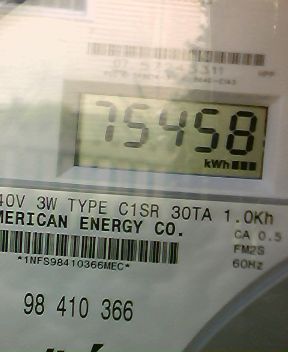 75458
kWh
40V 3W TYPE C1SR 30TA 1.0Kh
MERICAN ENERGY CO.
CA 0.5
*1NFS98410366MEC*
FM2S
60Hz
98 410 366